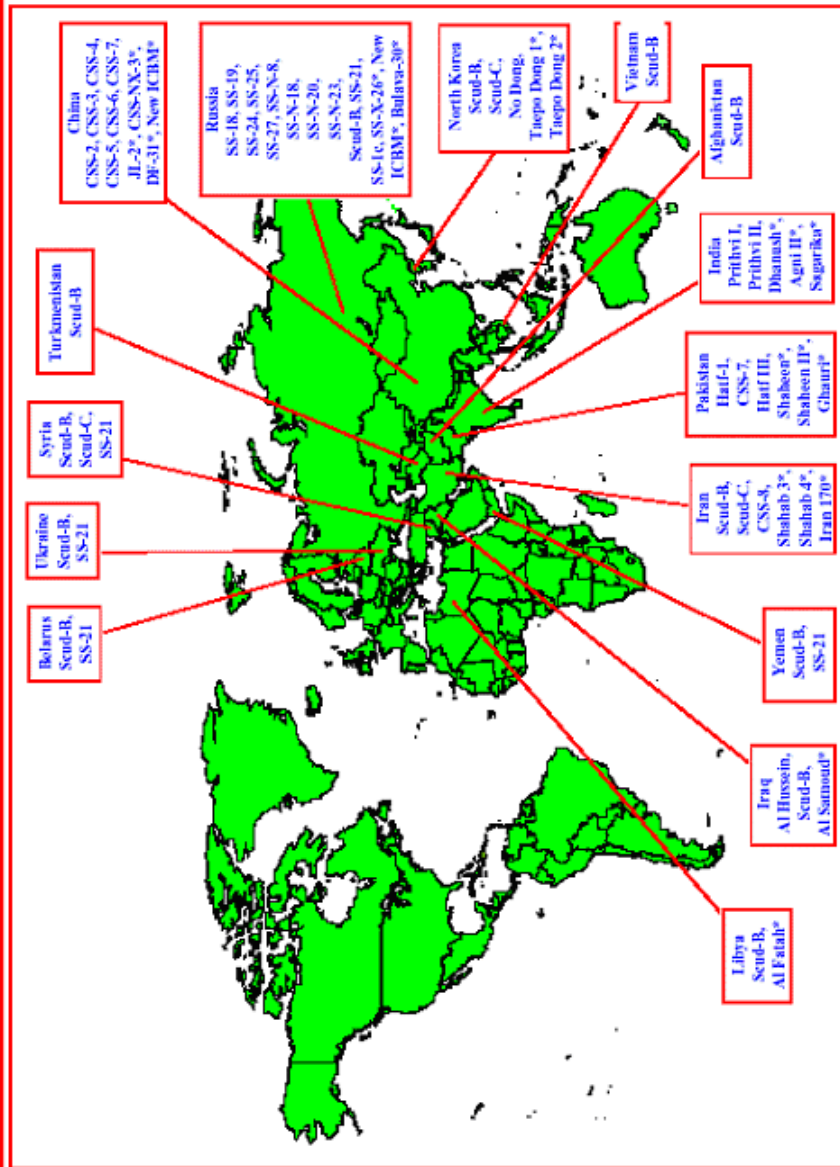 Belarus
Scud-B,
SS-21
Ukraine
Scud-B,
SS-21
Syria
Scud-B,
Scud-C,
SS-21
Turkmenistan
Scud-B
China
CSS-2, CSS-3, CSS-4,
CSS-5, CSS-6, CSS-7,
JL-2*, CSS-NX-3*,
DF-31*, New ICBM*
Russia
SS-18, SS-19,
SS-24, SS-25,
SS-27, SS-N-8,
SS-N-18,
SS-N-20,
SS-N-23,
Scud-B, SS-21,
SS-1c, SS-X-26*, New
ICBM*, Bulava-30*
North Korea
Scud-B,
Scud-C,
No Dong,
Taepo Dong 1*,
Taepo Dong 2*
Vietnam
Scud-B
Afghanistan
Scud-B
India
Prithvi I,
Prithvi II,
Dhanush*,
Agni II*,
Sagarika*
Pakistan
Hatf-1,
CSS-7,
Hatf III,
Shaheen*,
Shaheen II*,
Ghauri*
Iran
Scud-B,
Scud-C,
CSS-8,
Shahab 3*,
Shahab 4*,
Iran 170*
Yemen
Scud-B,
SS-21
Iraq
Al Hussein,
Scud-B,
Al Samoud*
Libya
Scud-B,
Al Fatah*